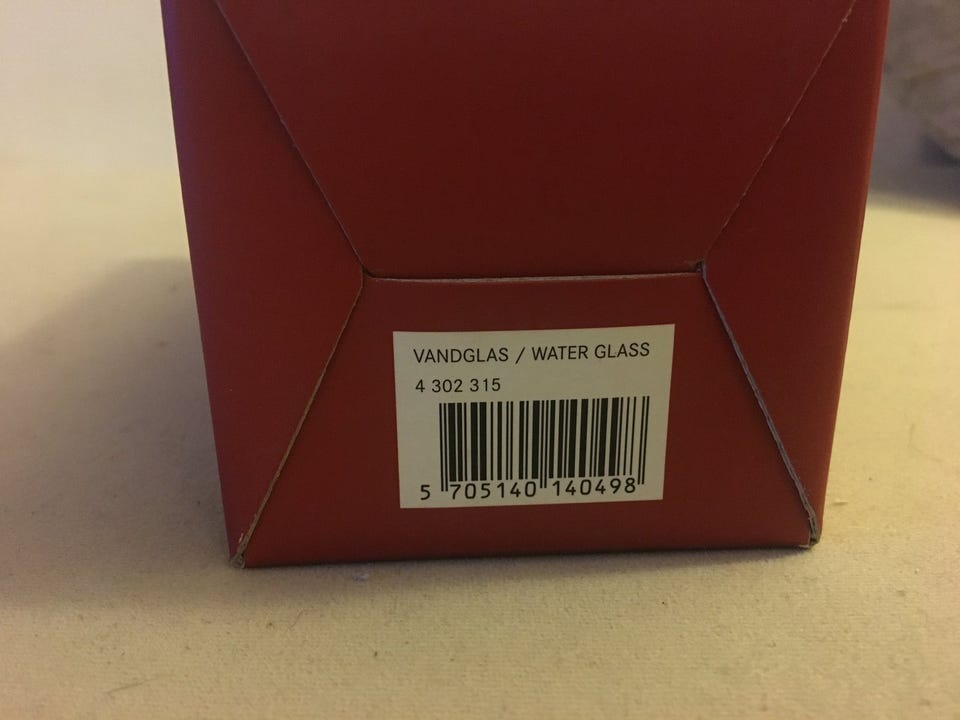 VANDGLAS / WATER GLASS
4 302 315
5 705140 140498